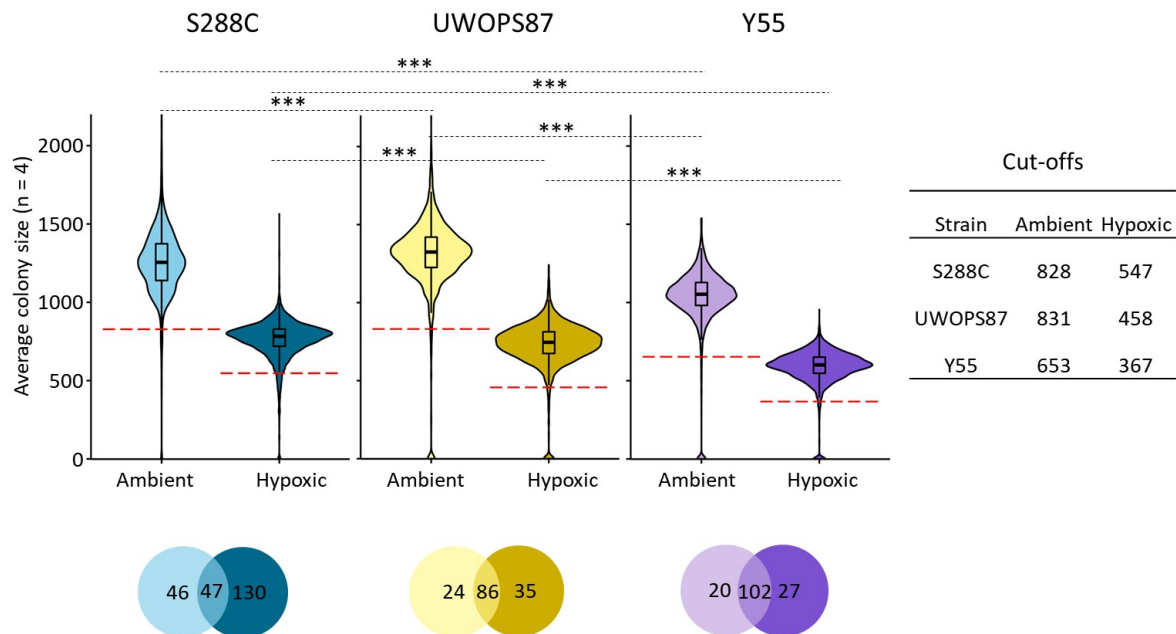 S288C UWOPS87 Y55
***
***
***
***
***
***
Average colony size (n = 4)
2000
1500
1000
500
0
Ambient Hypoxic Ambient Hypoxic Ambient Hypoxic
Cut-offs
Strain Ambient Hypoxic
S288C 828 547
UWOPS87 831 458
Y55 653 367
46 47 130 24 86 35 20 102 27